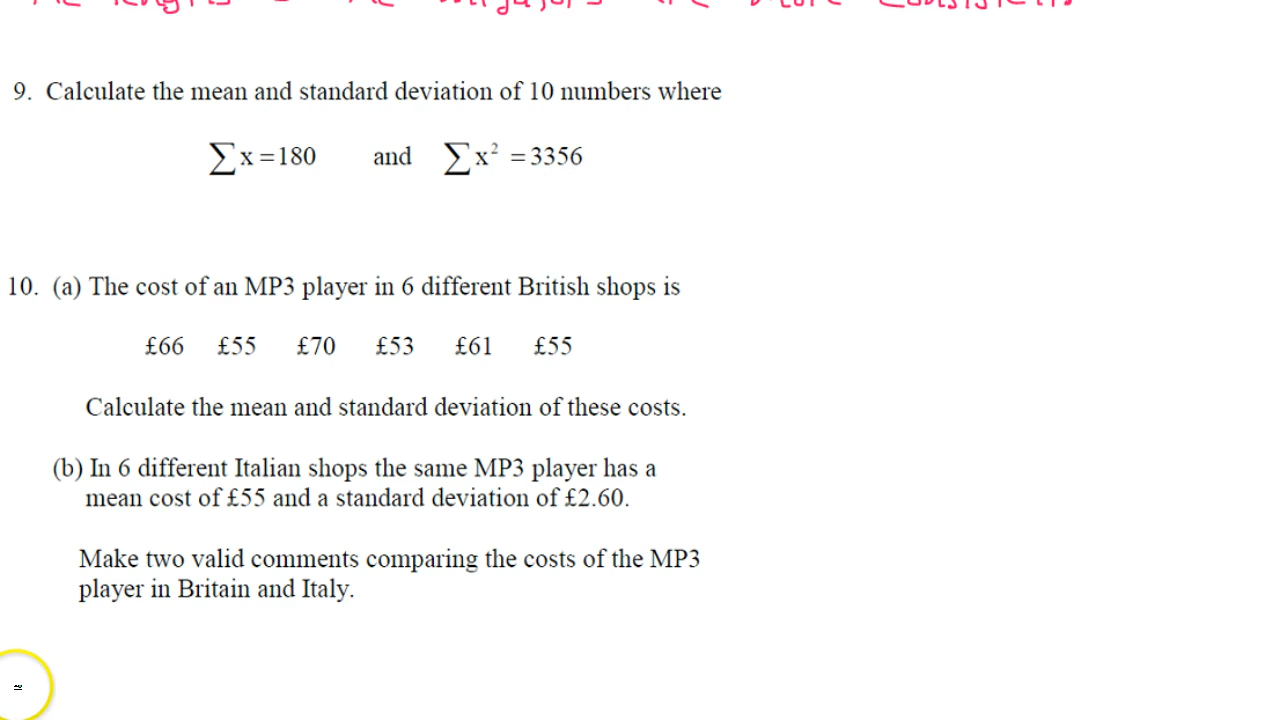 9. Calculate the mean and standard deviation of 10 numbers where
∑x = 180 and ∑x² = 3356
10. (a) The cost of an MP3 player in 6 different British shops is
£66 £55 £70 £53 £61 £55
Calculate the mean and standard deviation of these costs.
(b) In 6 different Italian shops the same MP3 player has a
mean cost of £55 and a standard deviation of £2.60.
Make two valid comments comparing the costs of the MP3
player in Britain and Italy.